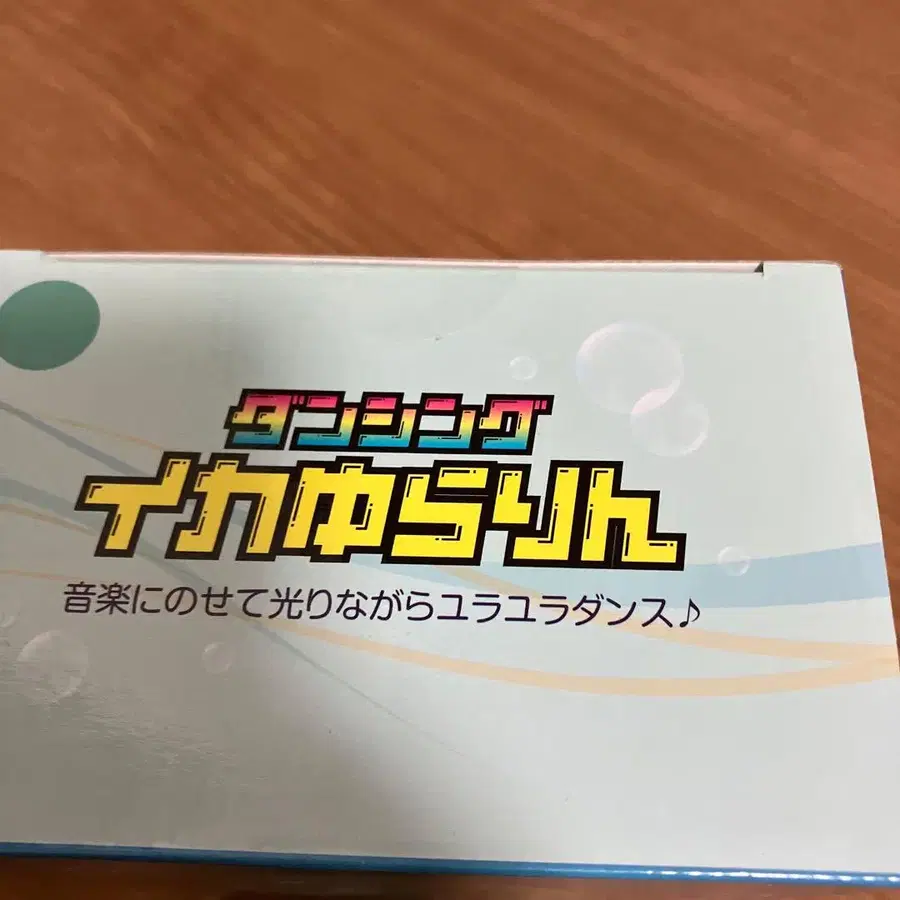 ダンシング
イカゆらりん
音楽にのせて光りながらユラユラダンス♪